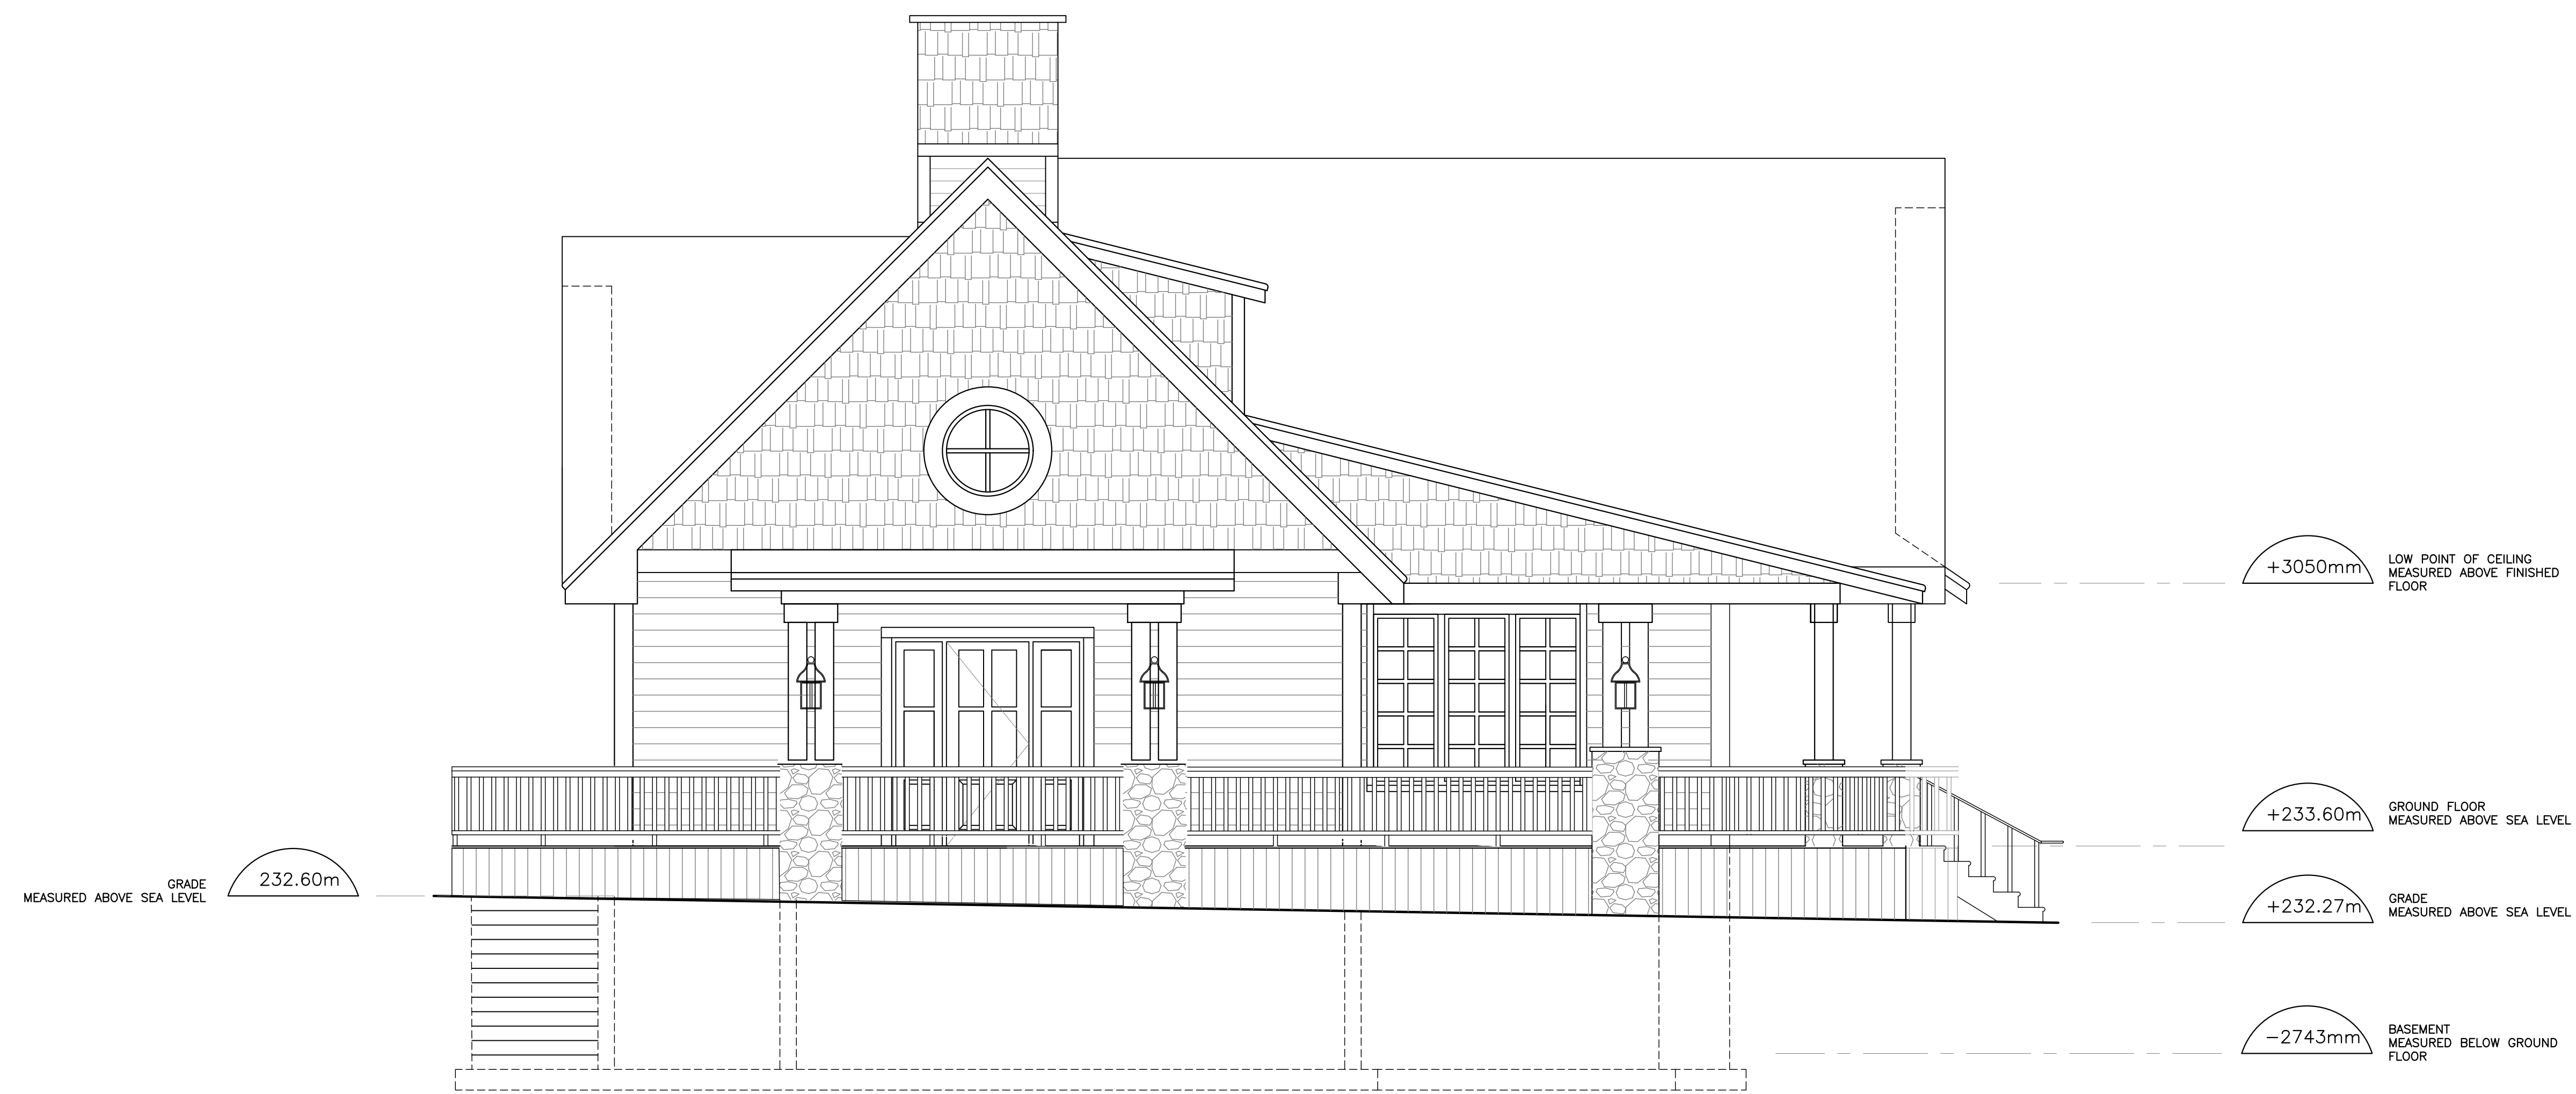 +3050mm
LOW POINT OF CEILING
MEASURED ABOVE FINISHED
FLOOR
+233.60m
GROUND FLOOR
MEASURED ABOVE SEA LEVEL
GRADE
MEASURED ABOVE SEA LEVEL
232.60m
+232.27m
GRADE
MEASURED ABOVE SEA LEVEL
-2743mm
BASEMENT
MEASURED BELOW GROUND
FLOOR